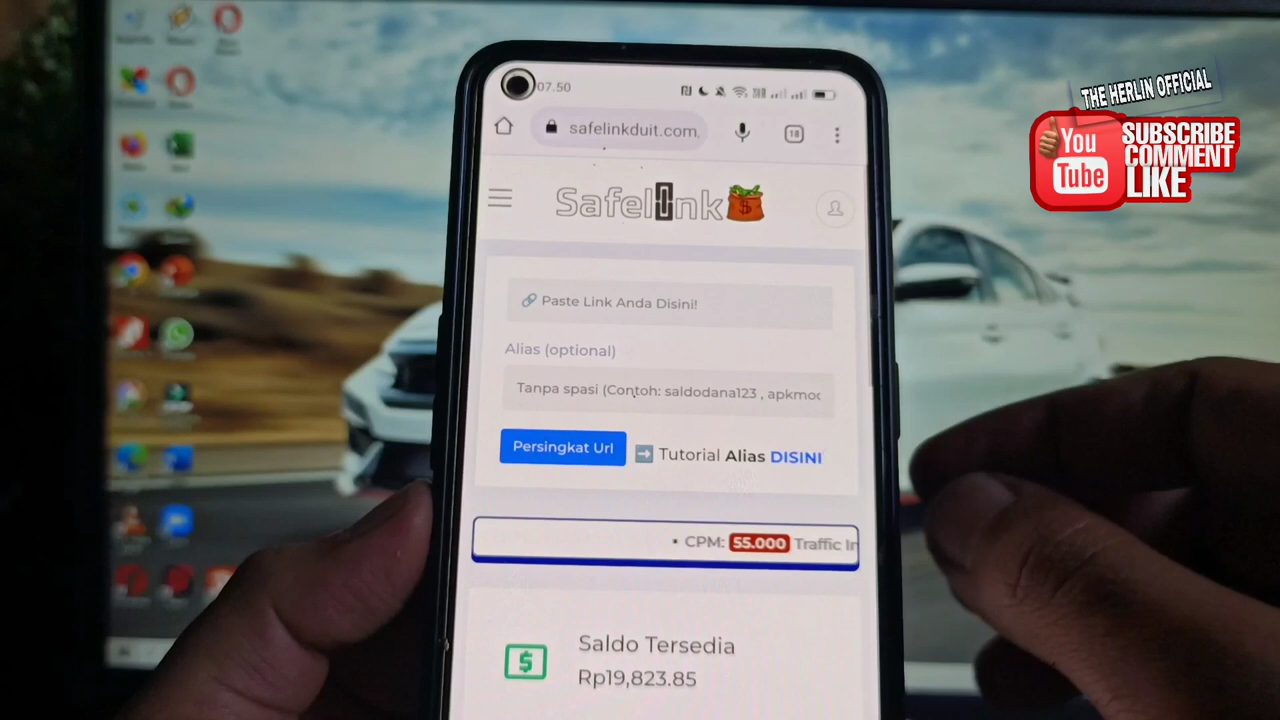 07.50
safelinkduit.com,
18
Safelink
🔗 Paste Link Anda Disini!
Alias (optional)
Tanpa spasi (Contoh: saldodana123 , apkmo
Persingkat Url
➡ Tutorial Alias DISINI
• CPM: 55.000 Traffic In
Saldo Tersedia
Rp19,823.85
THE HERLIN OFFICIAL
You Tube
SUBSCRIBE
COMMENT
LIKE